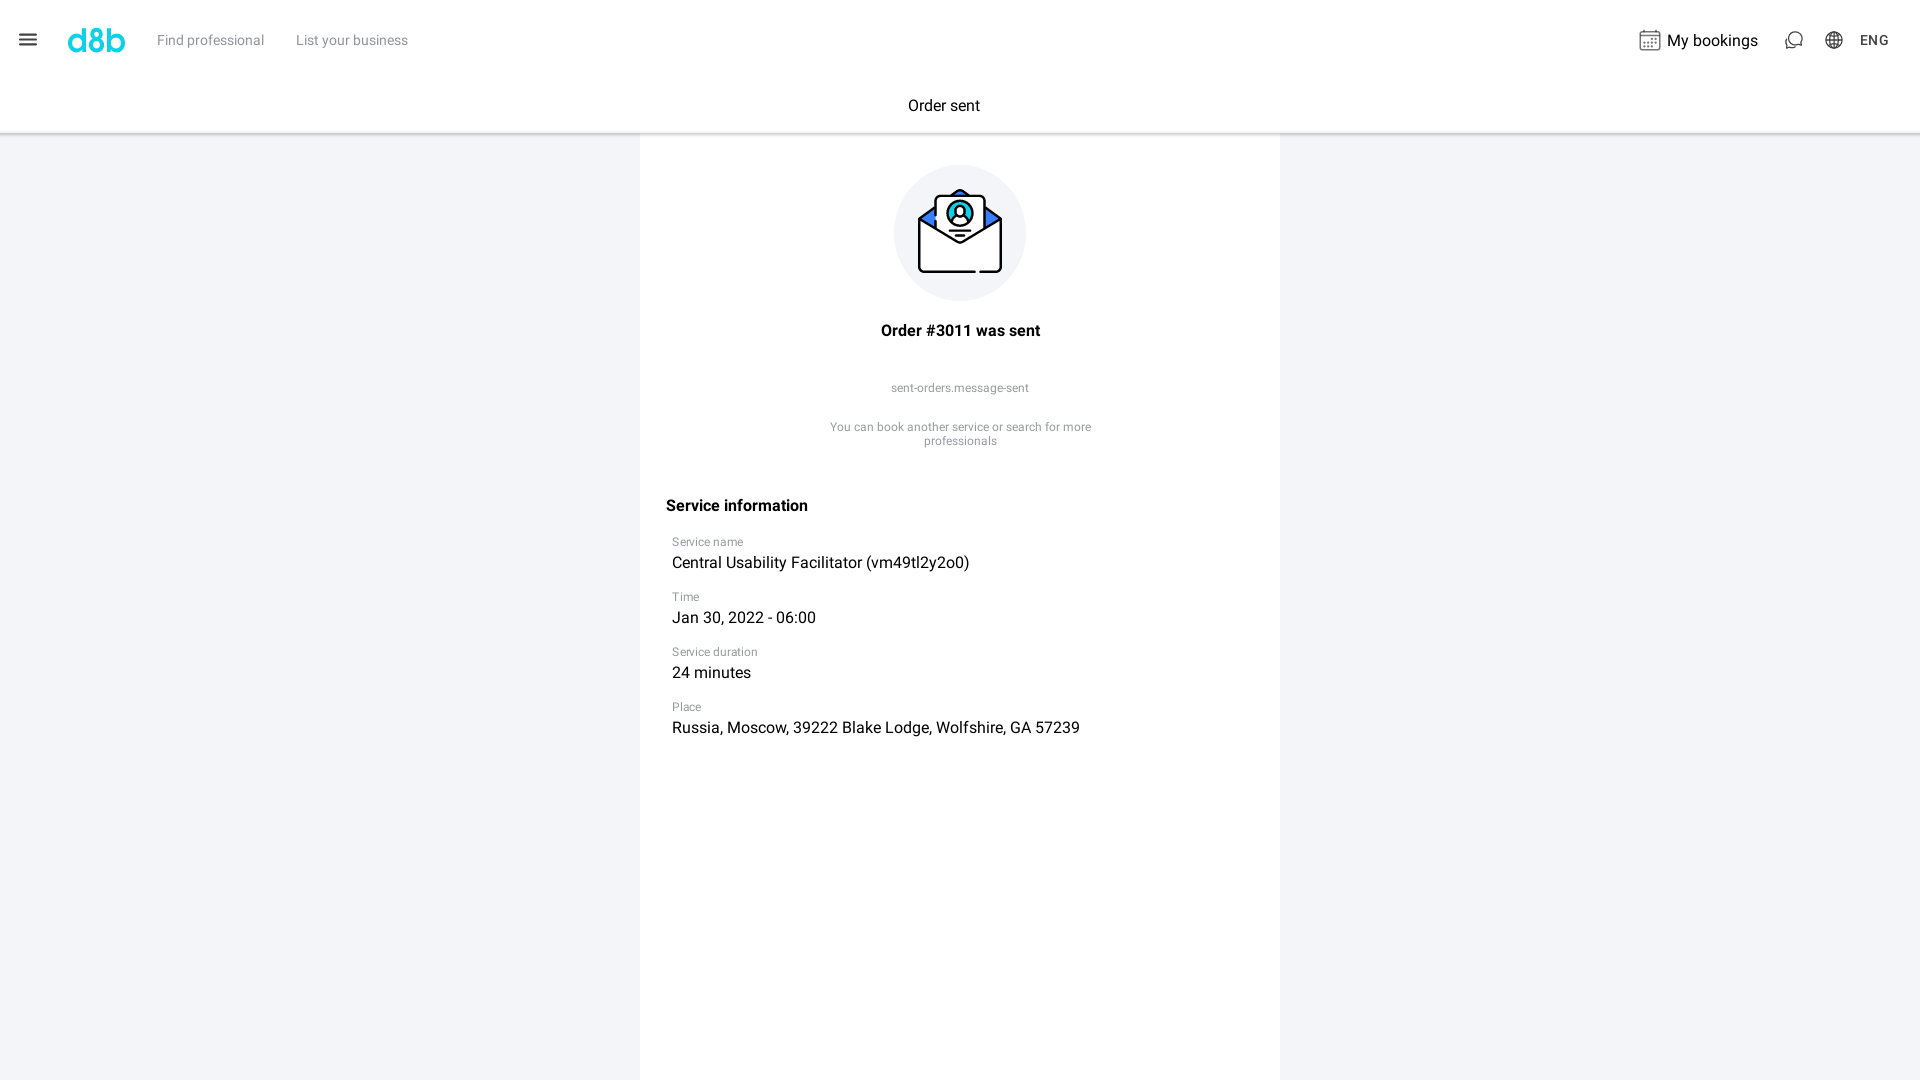 d8b
Find professional
List your business
My bookings
ENG
Order sent
Order #3011 was sent
sent-orders.message-sent
You can book another service or search for more
professionals
Service information
Service name
Central Usability Facilitator (vm49tl2y2o0)
Time
Jan 30, 2022 - 06:00
Service duration
24 minutes
Place
Russia, Moscow, 39222 Blake Lodge, Wolfshire, GA 57239